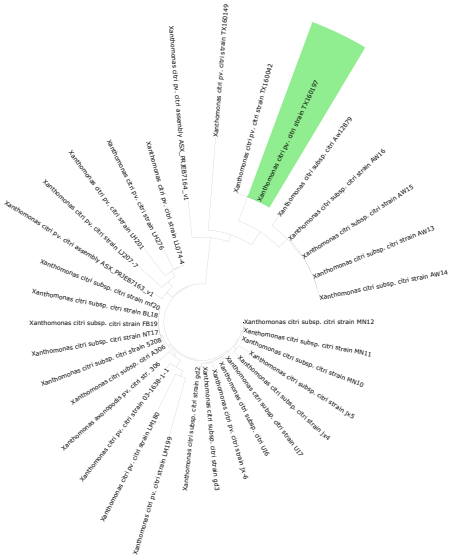 Xanthomonas citri pv. citri strain TX160149
Xanthomonas citri pv. citri strain TX160042
Xanthomonas citri pv. citri strain TX160197
Xanthomonas citri subsp. citri Aw12879
Xanthomonas citri subsp. citri strain AW16
Xanthomonas citri subsp. citri strain AW15
Xanthomonas citri subsp. citri strain AW13
Xanthomonas citri subsp. citri strain AW14
Xanthomonas citri subsp. citri strain MN12
Xanthomonas citri subsp. citri strain MN11
Xanthomonas citri subsp. citri strain MN10
Xanthomonas citri subsp. citri strain jx5
Xanthomonas citri subsp. citri strain jx4
Xanthomonas citri subsp. citri strain UI7
Xanthomonas citri subsp. citri UI6
Xanthomonas citri pv. citri strain jx-6
Xanthomonas citri subsp. citri strain gd3
Xanthomonas citri subsp. citri strain gd2
Xanthomonas citri pv. citri strain LM199
Xanthomonas citri pv. citri strain LM180
Xanthomonas citri pv. citri strain 03-1638-1-1
Xanthomonas axonopodis pv. citri str. 306
Xanthomonas citri subsp. citri A306
Xanthomonas citri subsp. citri strain 5208
Xanthomonas citri subsp. citri strain NT17
Xanthomonas citri subsp. citri strain FB19
Xanthomonas citri subsp. citri strain BL18
Xanthomonas citri subsp. citri strain mf20
Xanthomonas citri pv. citri assembly ASX_PRJEB7163_v1
Xanthomonas citri pv. citri strain LJ207-7
Xanthomonas citri pv. citri strain LH201
Xanthomonas citri pv. citri strain LH276
Xanthomonas citri pv. citri strain LL074-4
Xanthomonas citri pv. citri assembly ASX_PRJEB7164_v1